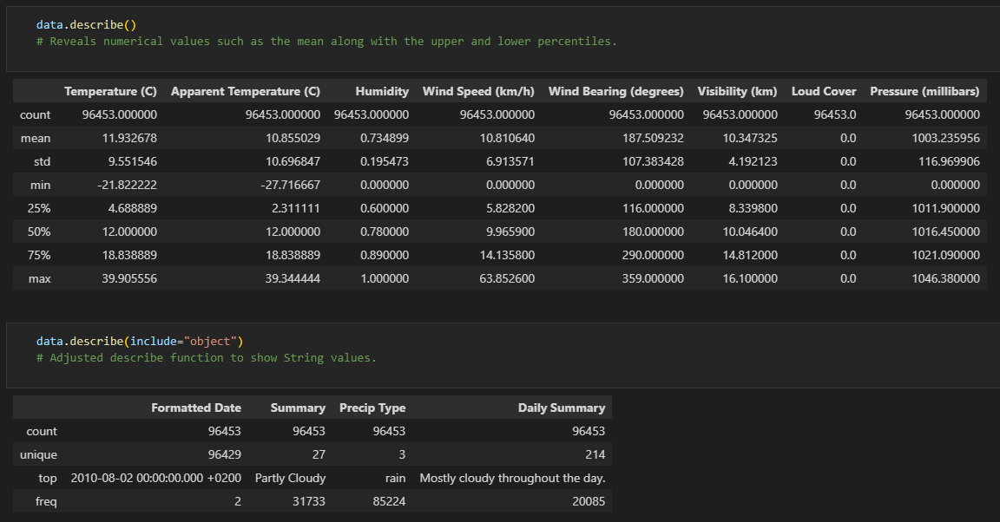 data.describe()
# Reveals numerical values such as the mean along with the upper and lower percentiles.
Temperature (C) Apparent Temperature (C) Humidity Wind Speed (km/h) Wind Bearing (degrees) Visibility (km) Loud Cover Pressure (millibars)
count 96453.000000 96453.000000 96453.000000 96453.000000 96453.000000 96453.000000 96453.0 96453.000000
mean 11.932678 10.855029 0.734899 10.810640 187.509232 10.347325 0.0 1003.235956
std 9.551546 10.696847 0.195473 6.913571 107.383428 4.192123 0.0 116.969906
min -21.822222 -27.716667 0.000000 0.000000 0.000000 0.000000 0.0 0.000000
25% 4.688889 2.311111 0.600000 5.828200 116.000000 8.339800 0.0 1011.900000
50% 12.000000 12.000000 0.780000 9.965900 180.000000 10.046400 0.0 1016.450000
75% 18.838889 18.838889 0.890000 14.135800 290.000000 14.812000 0.0 1021.090000
max 39.905556 39.344444 1.000000 63.852600 359.000000 16.100000 0.0 1046.380000
data.describe(include="object")
# Adjusted describe function to show String values.
Formatted Date Summary Precip Type Daily Summary
count 96453 96453 96453 96453
unique 96429 27 3 214
top 2010-08-02 00:00:00.000 +0200 Partly Cloudy rain Mostly cloudy throughout the day.
freq 2 31733 85224 20085